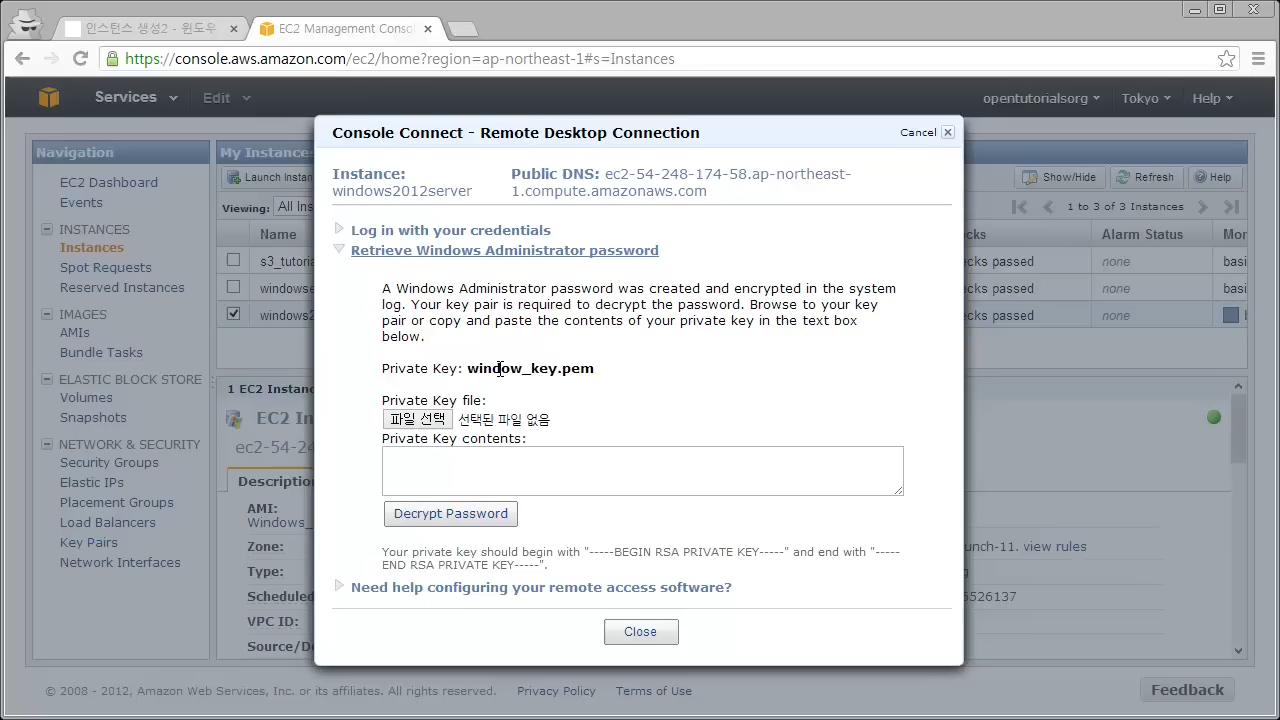 인스턴스 생성2 - 윈도우
EC2 Management Conso
https://console.aws.amazon.com/ec2/home?region=ap-northeast-1#s=Instances
Services Edit opentutorialsorg Tokyo Help
Navigation
EC2 Dashboard
Events
INSTANCES
Instances
Spot Requests
Reserved Instances
IMAGES
AMIs
Bundle Tasks
ELASTIC BLOCK STORE
Volumes
Snapshots
NETWORK & SECURITY
Security Groups
Elastic IPs
Placement Groups
Load Balancers
Key Pairs
Network Interfaces
My Instance
Launch Instan
Show/Hide Refresh Help
Viewing: All Ins
1 to 3 of 3 Instances
Name cks Alarm Status Mon
s3_tutoria cks passed none basi
windowse cks passed none basi
windows2 cks passed none b
1 EC2 Instanc
EC2 In
ec2-54-24
Descriptio
AMI:
Windows_
Zone: unch-11. view rules
Type:
Scheduled 5526137
VPC ID:
Source/De
Console Connect - Remote Desktop Connection
Cancel
Instance:
windows2012server
Public DNS: ec2-54-248-174-58.ap-northeast-
1.compute.amazonaws.com
Log in with your credentials
Retrieve Windows Administrator password
A Windows Administrator password was created and encrypted in the system
log. Your key pair is required to decrypt the password. Browse to your key
pair or copy and paste the contents of your private key in the text box
below.
Private Key: window_key.pem
Private Key file:
파일 선택 선택된 파일 없음
Private Key contents:
Decrypt Password
Your private key should begin with "-----BEGIN RSA PRIVATE KEY-----" and end with "-----
END RSA PRIVATE KEY-----".
Need help configuring your remote access software?
Close
© 2008 - 2012, Amazon Web Services, Inc. or its affiliates. All rights reserved. Privacy Policy Terms of Use
Feedback